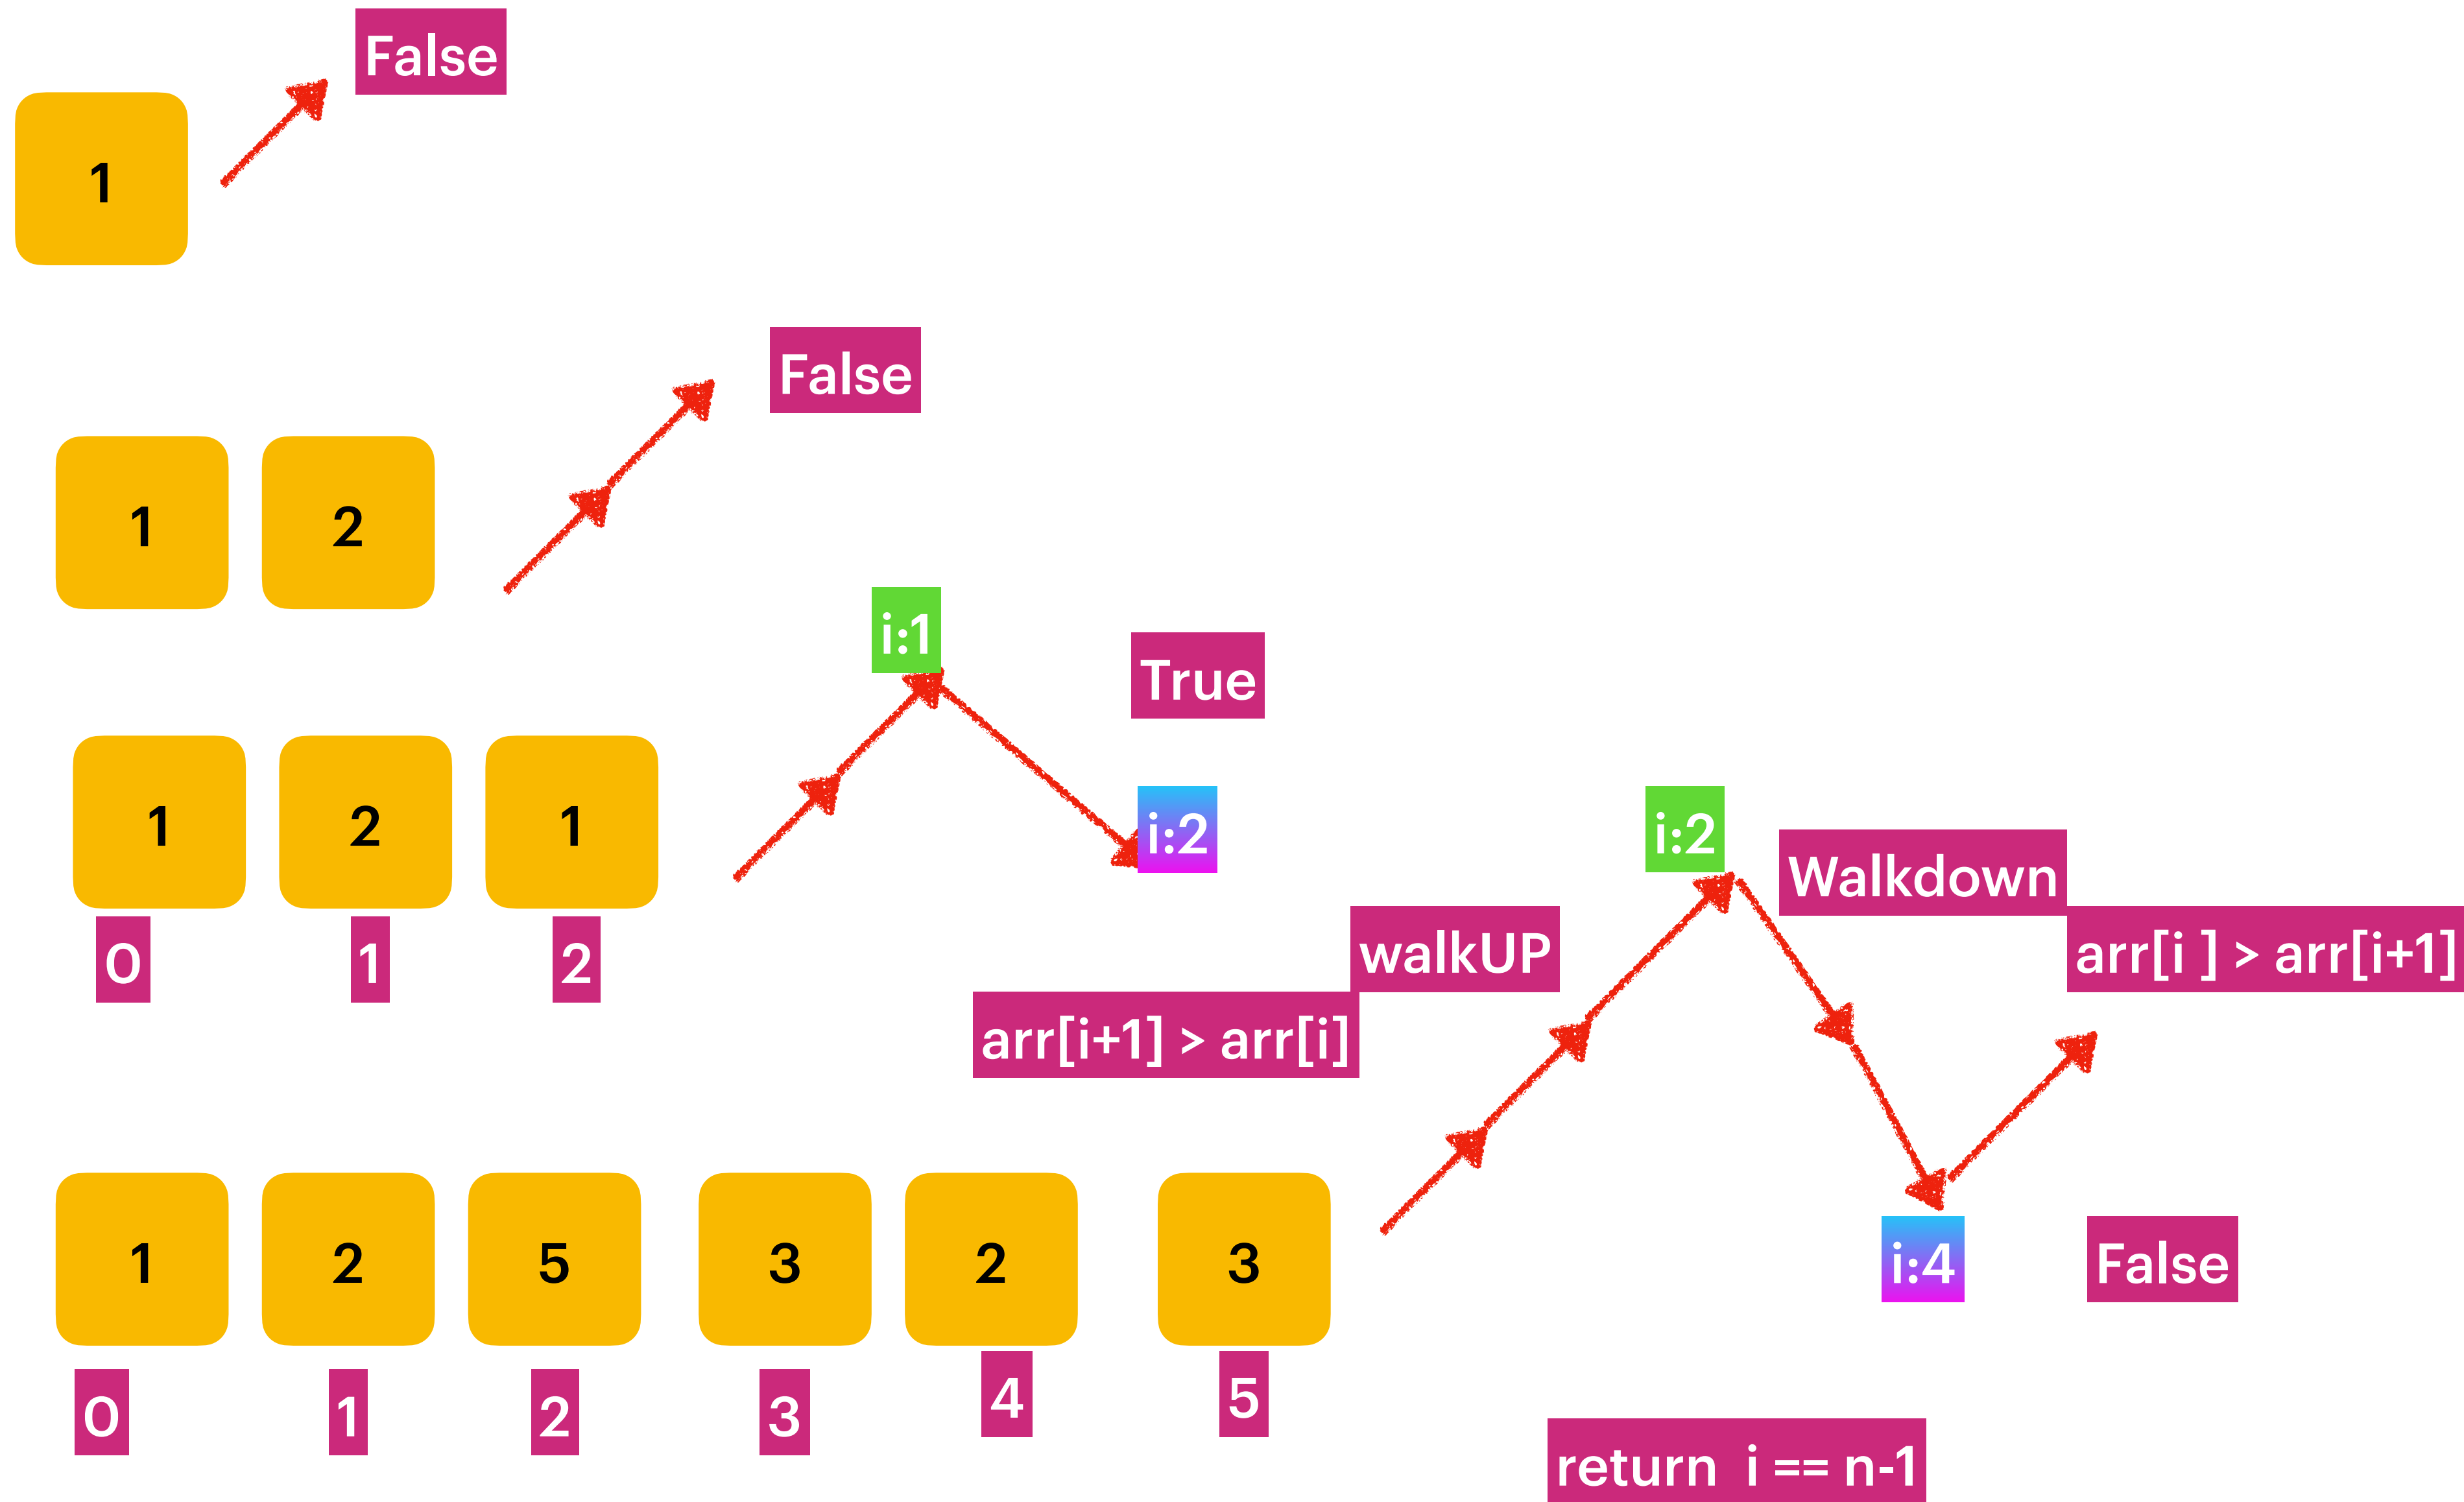 False
1
False
1 2
i:1
True
1 2 1
i:2
0 1 2
i:2
Walkdown
walkUP
arr[i ] > arr[i+1]
arr[i+1] > arr[i]
1 2 5 3 2 3
i:4
False
0 1 2 3 4 5
return i == n-1